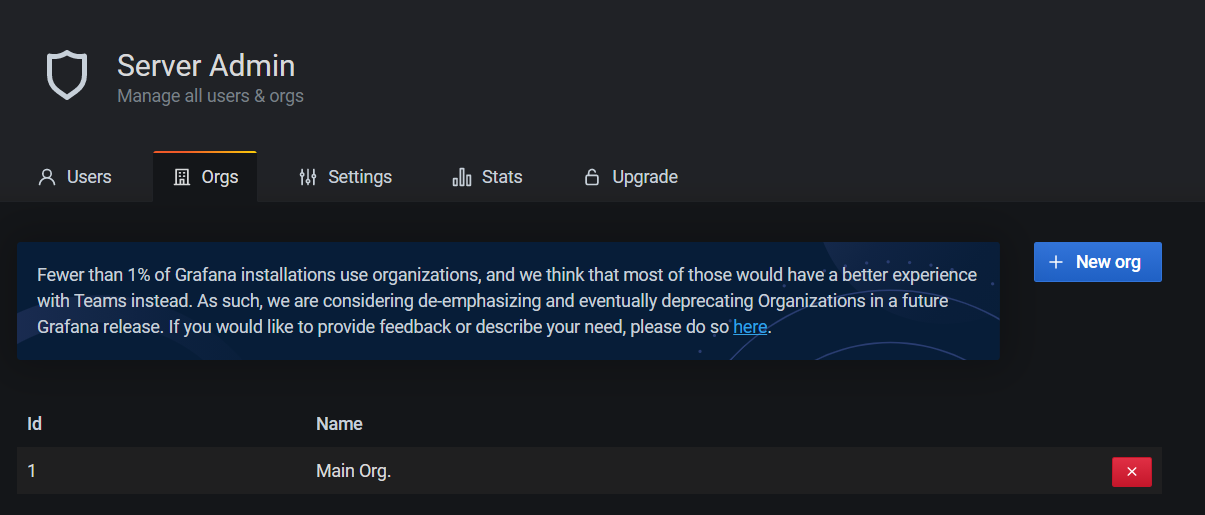 Server Admin
Manage all users & orgs
Users
Orgs
Settings
Stats
Upgrade
Fewer than 1% of Grafana installations use organizations, and we think that most of those would have a better experience
with Teams instead. As such, we are considering de-emphasizing and eventually deprecating Organizations in a future
Grafana release. If you would like to provide feedback or describe your need, please do so here.
+ New org
Id Name
1 Main Org.